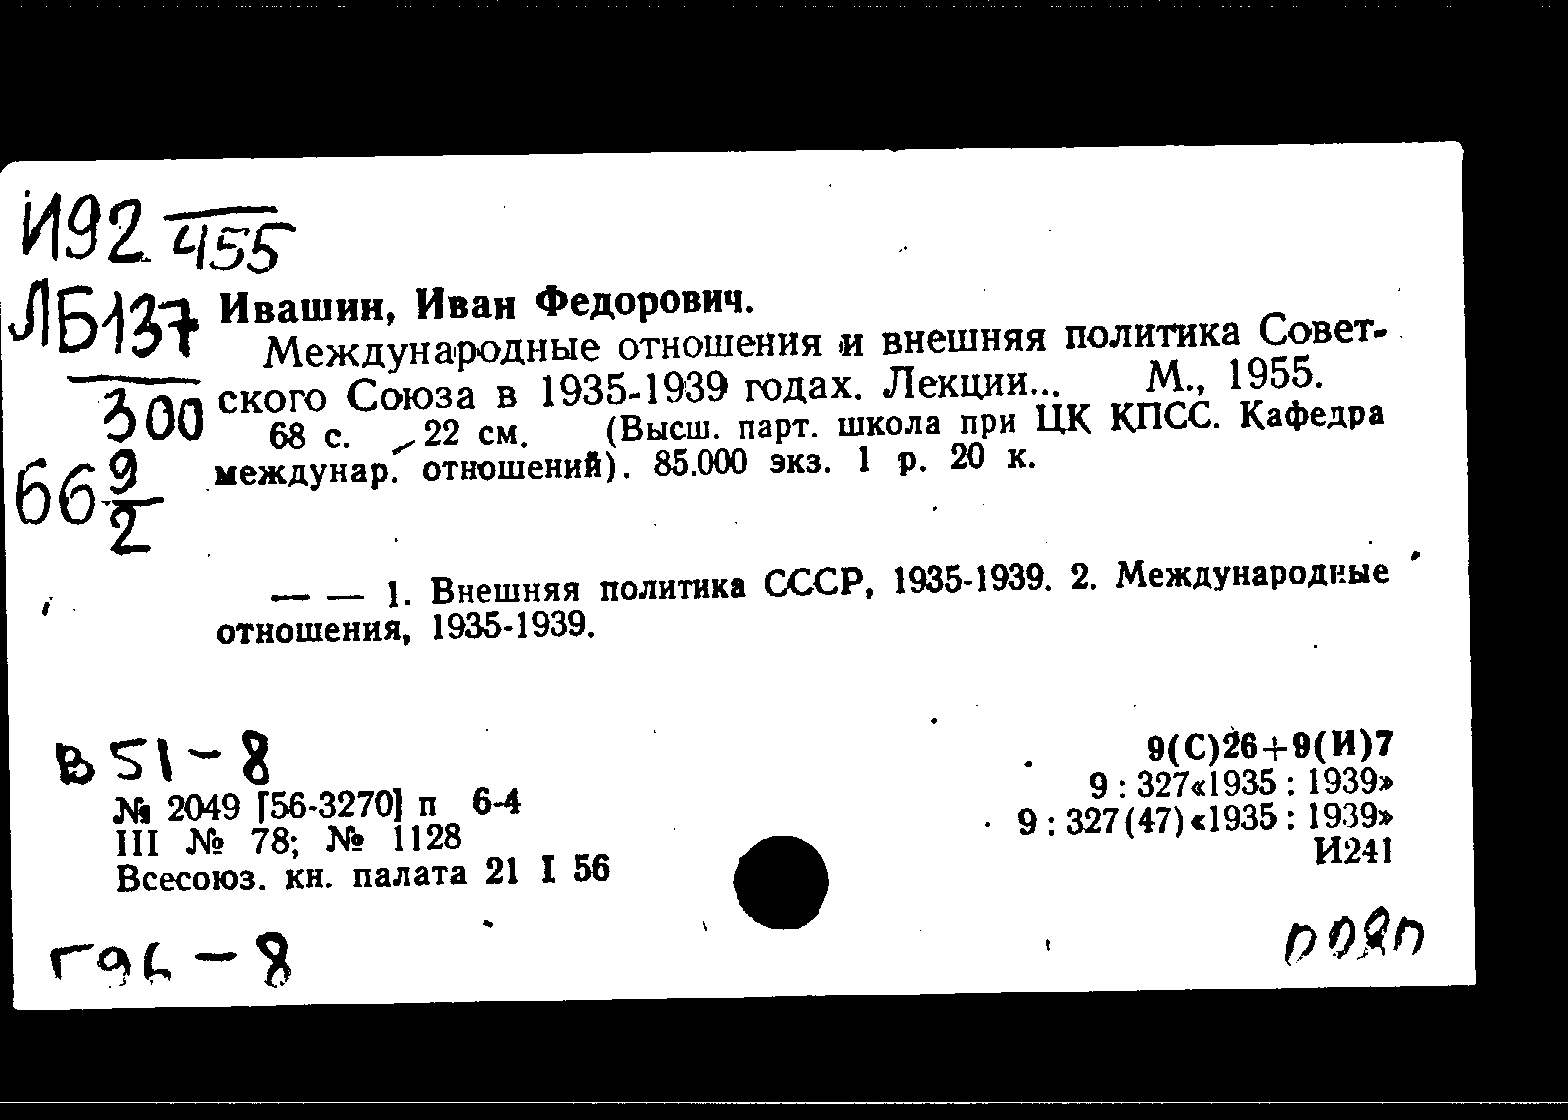 И92 455
ЛБ137
300
66 9/2
Ивашин, Иван Федорович.
Международные отношения и внешняя политика Совет-
ского Союза в 1935-1939 годах. Лекции... М., 1955.
68 с. 22 см. (Высш. парт. школа при ЦК КПСС. Кафедра
междунар. отношений). 85.000 экз. 1 р. 20 к.
— — 1. Внешняя политика СССР, 1935-1939. 2. Международные
отношения, 1935-1939.
В 51-8
9(С)26+9(И)7
9 : 327«1935 : 1939»
№ 2049 [56-3270] п 6-4
9 : 327(47)«1935 : 1939»
III № 78; № 1128
И241
Всесоюз. кн. палата 21 I 56